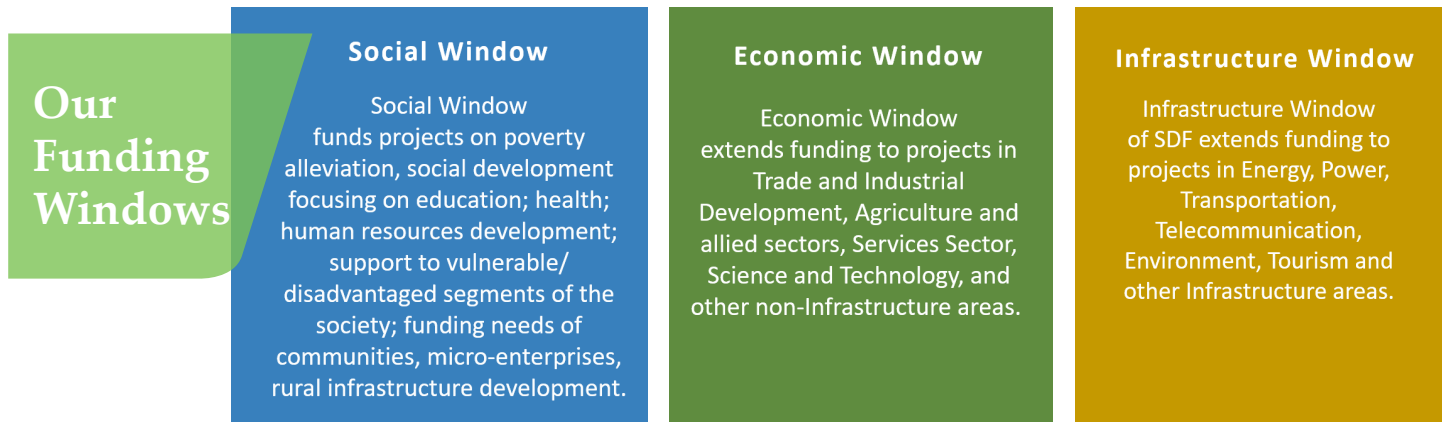 Our
Funding
Windows
Social Window
Social Window
funds projects on poverty
alleviation, social development
focusing on education; health;
human resources development;
support to vulnerable/
disadvantaged segments of the
society; funding needs of
communities, micro-enterprises,
rural infrastructure development.
Economic Window
Economic Window
extends funding to projects in
Trade and Industrial
Development, Agriculture and
allied sectors, Services Sector,
Science and Technology, and
other non-Infrastructure areas.
Infrastructure Window
Infrastructure Window
of SDF extends funding to
projects in Energy, Power,
Transportation,
Telecommunication,
Environment, Tourism and
other Infrastructure areas.